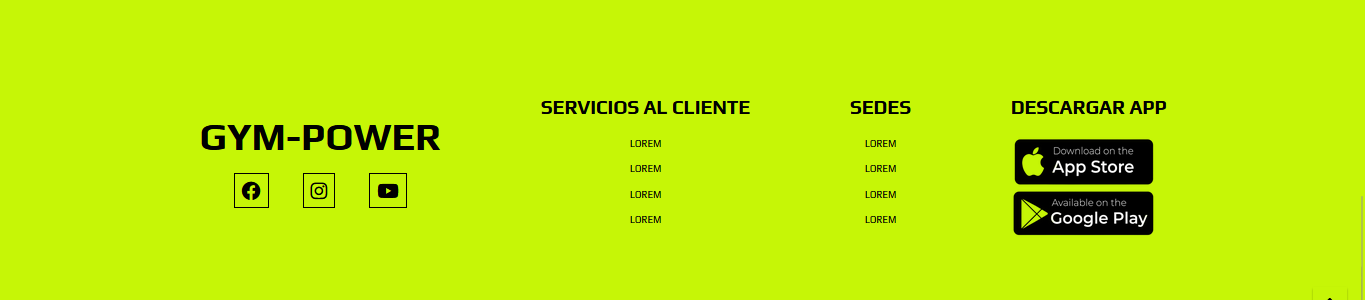 GYM-POWER
SERVICIOS AL CLIENTE
LOREM
LOREM
LOREM
LOREM
SEDES
LOREM
LOREM
LOREM
LOREM
DESCARGAR APP
Download on the
App Store
Available on the
Google Play